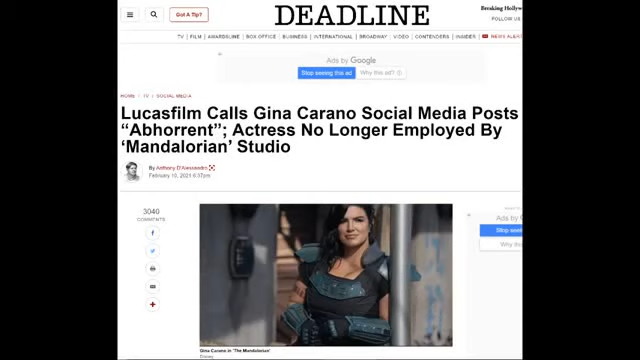 DEADLINE
Breaking Hollyw
Got A Tip?
FOLLOW US
TV | FILM | AWARDSLINE | BOX OFFICE | BUSINESS | INTERNATIONAL | BROADWAY | VIDEO | CONTENDERS | INSIDER | NEWS ALERT
Ads by Google
Stop seeing this ad
Why this ad?
HOME / TV / SOCIAL MEDIA
Lucasfilm Calls Gina Carano Social Media Posts
“Abhorrent”; Actress No Longer Employed By
‘Mandalorian’ Studio
By Anthony D'Alessandro
February 10, 2021 6:37pm
3040
COMMENTS
Ads by G
Stop seei
Why this
Gina Carano in 'The Mandalorian'
Disney